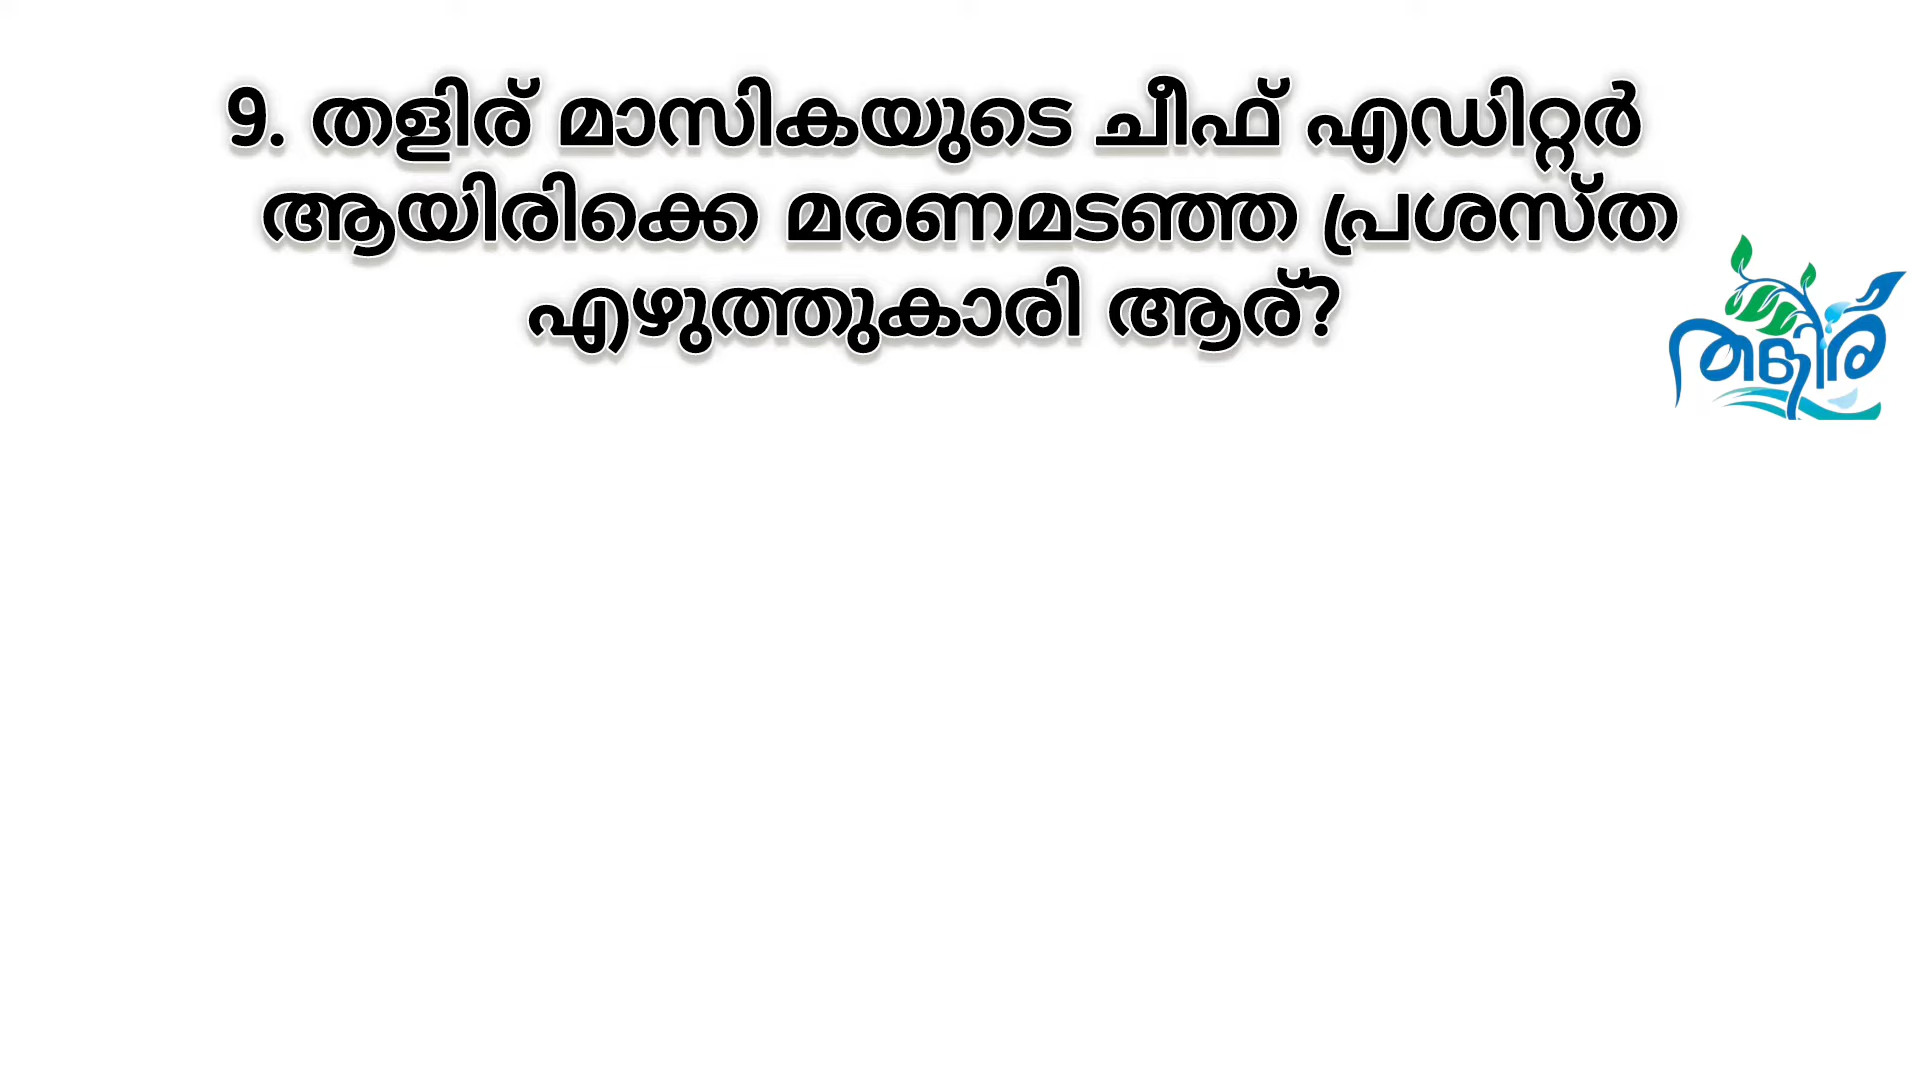 9. തളിര് മാസികയുടെ ചീഫ് എഡിറ്റർ
ആയിരിക്കെ മരണമടഞ്ഞ പ്രശസ്ത
എഴുത്തുകാരി ആര്?
തളിര്